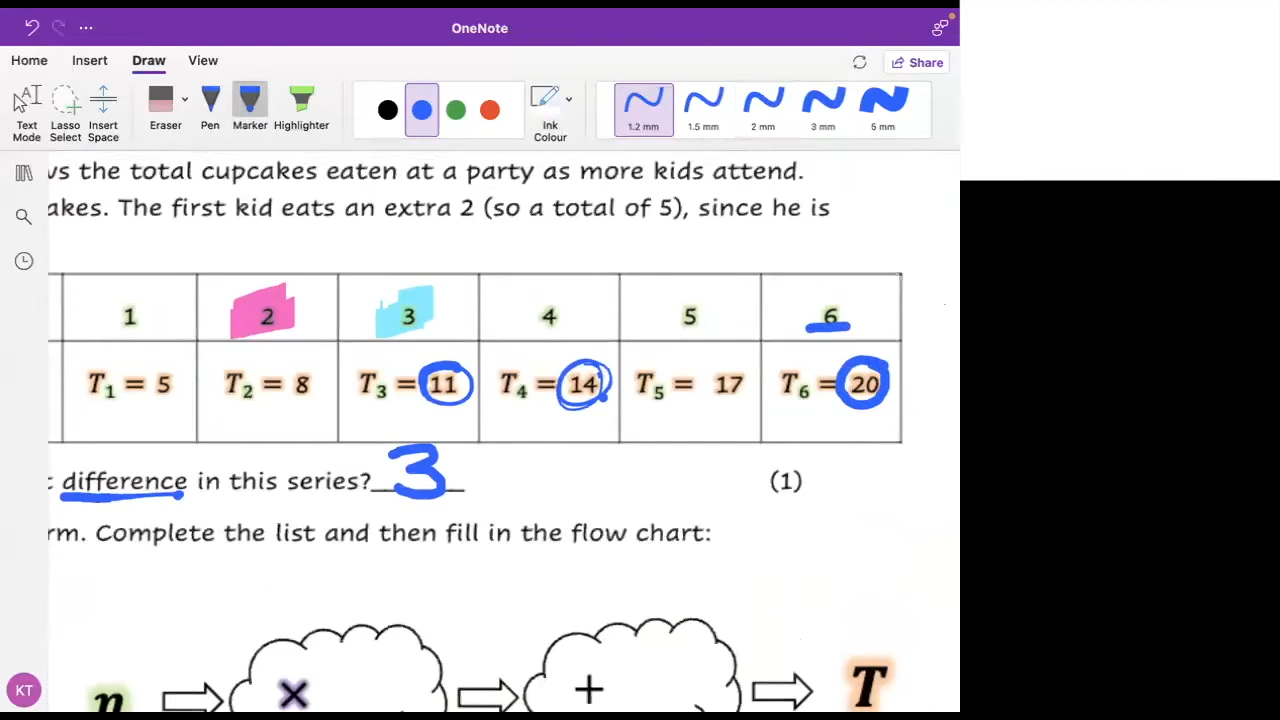 OneNote
Home Insert Draw View Share
Text Mode Lasso Select Insert Space Eraser Pen Marker Highlighter Ink Colour 1.2 mm 1.5 mm 2 mm 3 mm 5 mm
the total cupcakes eaten at a party as more kids attend.
The first kid eats an extra 2 (so a total of 5), since he is
1 2 3 4 5 6
T₁ = 5 T₂ = 8 T₃ = 11 T₄ = 14 T₅ = 17 T₆ = 20
difference in this series? 3 (1)
Complete the list and then fill in the flow chart:
n × + T
KT